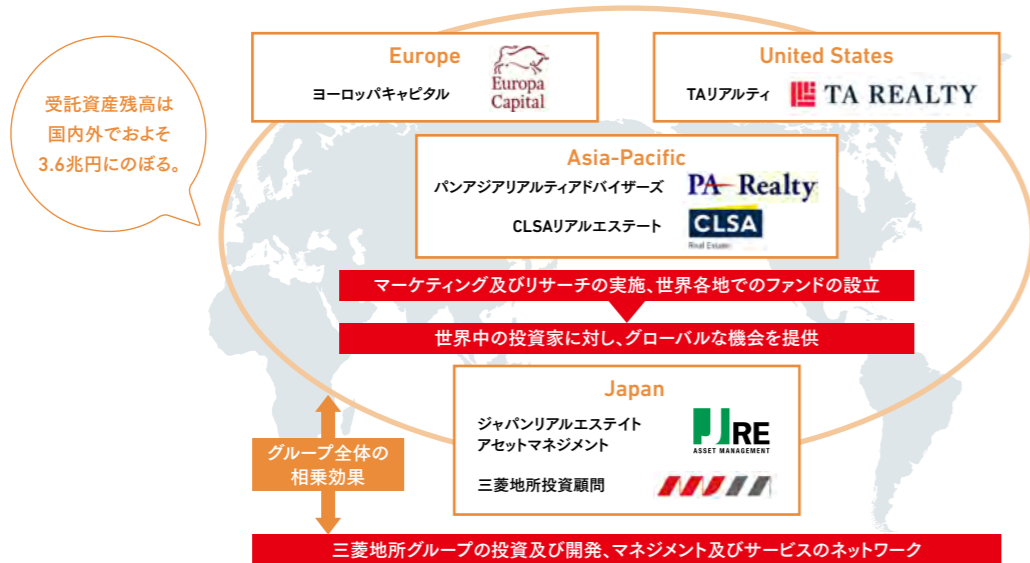 受託資産残高は
国内外でおよそ
3.6兆円にのぼる。
Europe
ヨーロッパキャピタル
Europa
Capital
United States
TAリアルティ
TA REALTY
Asia-Pacific
パンアジアリアルティアドバイザーズ
PA Realty
CLSAリアルエステート
CLSA
Real Estate
マーケティング及びリサーチの実施、世界各地でのファンドの設立
世界中の投資家に対し、グローバルな機会を提供
Japan
ジャパンリアルエステイト
アセットマネジメント
JRE
ASSET MANAGEMENT
三菱地所投資顧問
グループ全体の
相乗効果
三菱地所グループの投資及び開発、マネジメント及びサービスのネットワーク